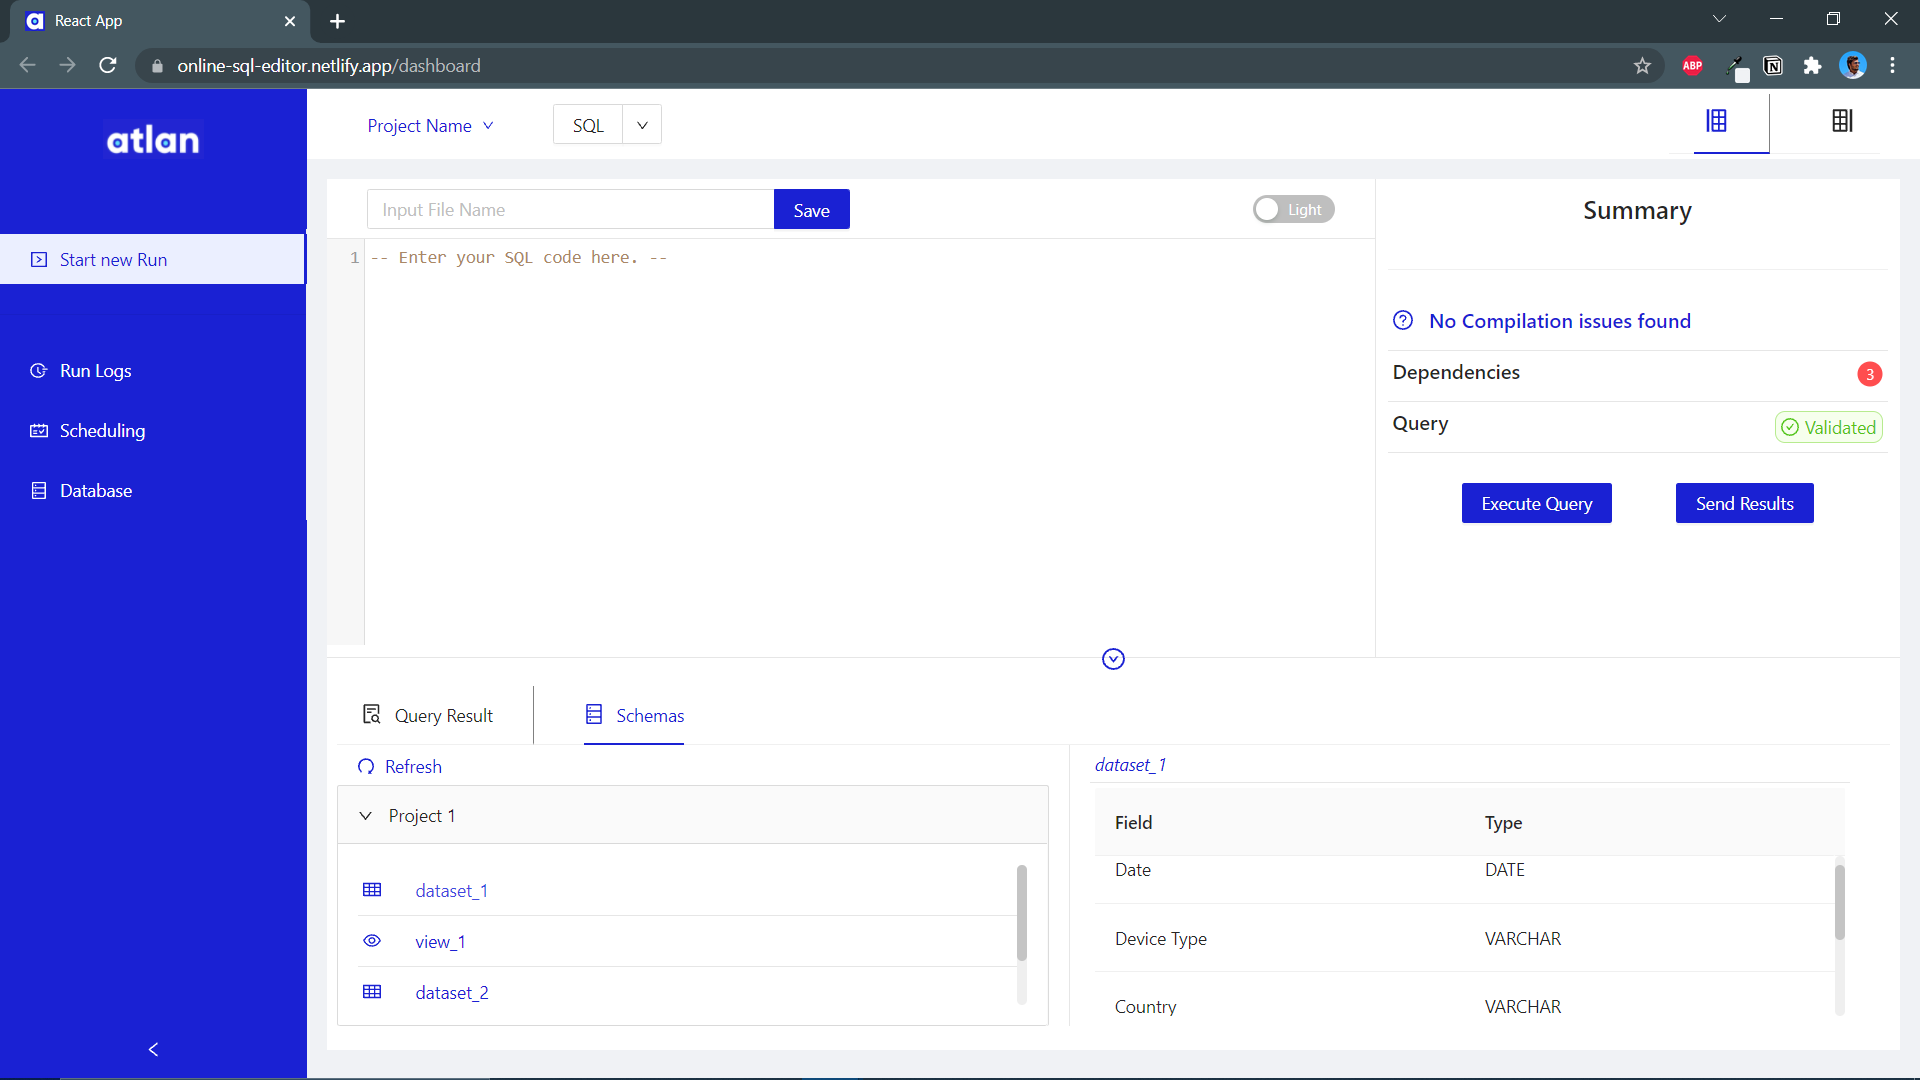 React App
online-sql-editor.netlify.app/dashboard
ABP
N
atlan
Project Name
SQL
Input File Name
Save
Light
Summary
Start new Run
1
-- Enter your SQL code here. --
No Compilation issues found
Run Logs
Dependencies
3
Scheduling
Query
Validated
Database
Execute Query
Send Results
Query Result
Schemas
Refresh
dataset_1
Project 1
Field
Type
Date
DATE
dataset_1
view_1
Device Type
VARCHAR
dataset_2
Country
VARCHAR